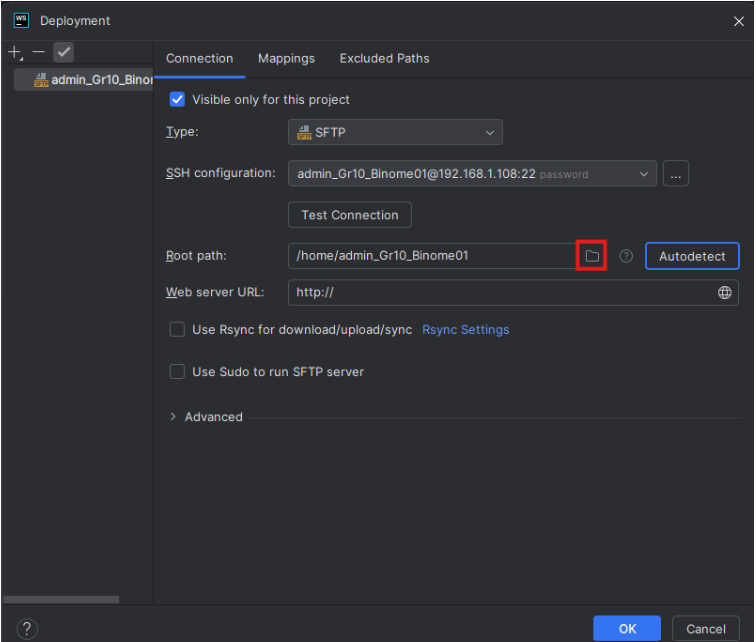 WS Deployment
admin_Gr10_Binor
Connection Mappings Excluded Paths
Visible only for this project
Type: SFTP
SSH configuration: admin_Gr10_Binome01@192.168.1.108:22 password ...
Test Connection
Root path: /home/admin_Gr10_Binome01 ? Autodetect
Web server URL: http://
Use Rsync for download/upload/sync Rsync Settings
Use Sudo to run SFTP server
Advanced
? OK Cancel